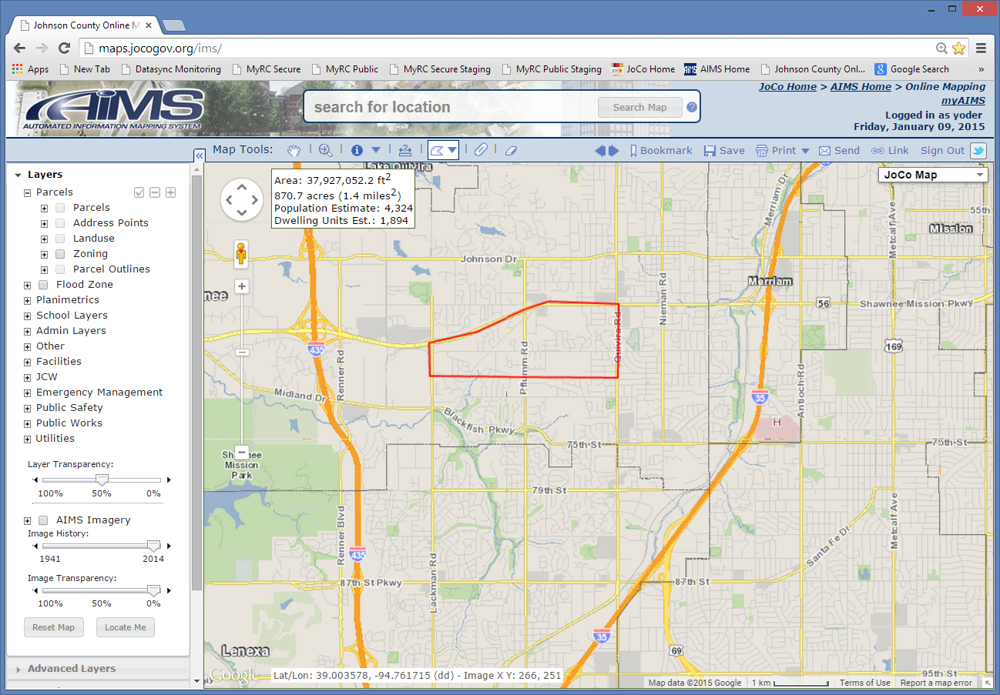 Johnson County Online M
maps.jocogov.org/ims/
Apps New Tab Datasync Monitoring MyRC Secure MyRC Public MyRC Secure Staging MyRC Public Staging JoCo Home AIMS Home Johnson County Onl... Google Search »
AIMS
AUTOMATED INFORMATION MAPPING SYSTEM
search for location
Search Map
?
JoCo Home > AIMS Home > Online Mapping
myAIMS
Logged in as yoder
Friday, January 09, 2015
Map Tools:
Bookmark Save Print Send Link Sign Out
Layers
Parcels
Parcels
Address Points
Landuse
Zoning
Parcel Outlines
Flood Zone
Planimetrics
School Layers
Admin Layers
Other
Facilities
JCW
Emergency Management
Public Safety
Public Works
Utilities
Layer Transparency:
100% 50% 0%
AIMS Imagery
Image History:
1941 2014
Image Transparency:
100% 50% 0%
Reset Map Locate Me
Advanced Layers
Area: 37,927,052.2 ft2
870.7 acres (1.4 miles2)
Population Estimate: 4,324
Dwelling Units Est.: 1,894
JoCo Map
Lake Quivira
Merriam Dr
Metcalf Ave
55th
Mission
Johnson Dr
nee
Merriam
Nieman Rd
56
Shawnee Mission Pkwy
Quivira Rd
435
Renner Rd
Pflumm Rd
169
Antioch Rd
Midland Dr
35
Blackfish Pkwy
H
75th St
75th St
Mission
Park
79th St
Renner Blvd
Metcalf Ave
Santa Fe Dr
435
Lackman Rd
87th St Pkwy
87th St
35
69
Lenexa
95th St
Google
Lat/Lon: 39.003578, -94.761715 (dd) - Image X Y: 266, 251
Map data ©2015 Google 1 km Terms of Use Report a map error